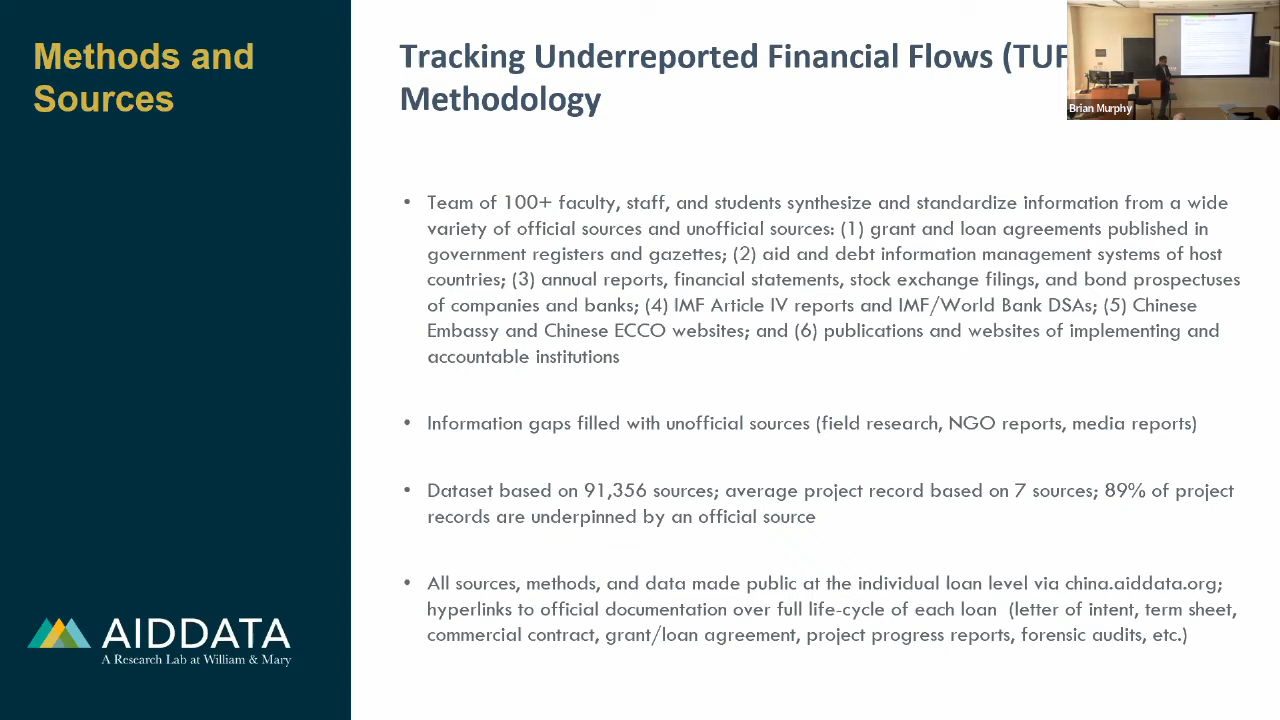 Methods and
Sources
Tracking Underreported Financial Flows (TUF
Methodology
Brian Murphy
• Team of 100+ faculty, staff, and students synthesize and standardize information from a wide
variety of official sources and unofficial sources: (1) grant and loan agreements published in
government registers and gazettes; (2) aid and debt information management systems of host
countries; (3) annual reports, financial statements, stock exchange filings, and bond prospectuses
of companies and banks; (4) IMF Article IV reports and IMF/World Bank DSAs; (5) Chinese
Embassy and Chinese ECCO websites; and (6) publications and websites of implementing and
accountable institutions
• Information gaps filled with unofficial sources (field research, NGO reports, media reports)
• Dataset based on 91,356 sources; average project record based on 7 sources; 89% of project
records are underpinned by an official source
• All sources, methods, and data made public at the individual loan level via china.aiddata.org;
hyperlinks to official documentation over full life-cycle of each loan (letter of intent, term sheet,
commercial contract, grant/loan agreement, project progress reports, forensic audits, etc.)
AIDDATA
A Research Lab at William & Mary